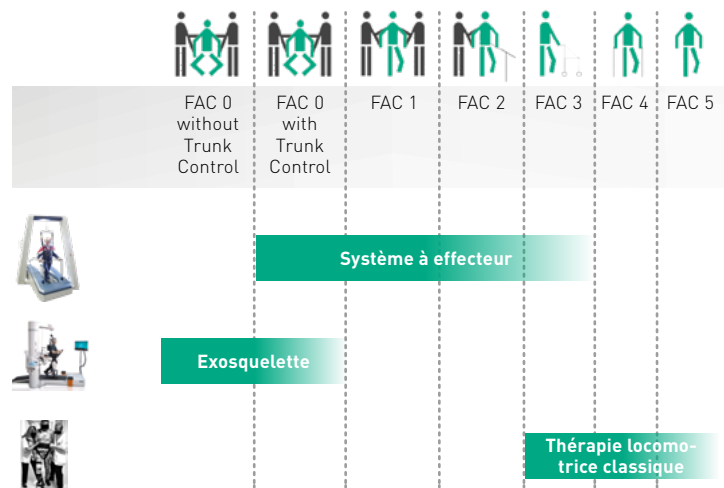 FAC 0
without
Trunk
Control
FAC 0
with
Trunk
Control
FAC 1
FAC 2
FAC 3
FAC 4
FAC 5
Système à effecteur
Exosquelette
Thérapie locomo-
trice classique